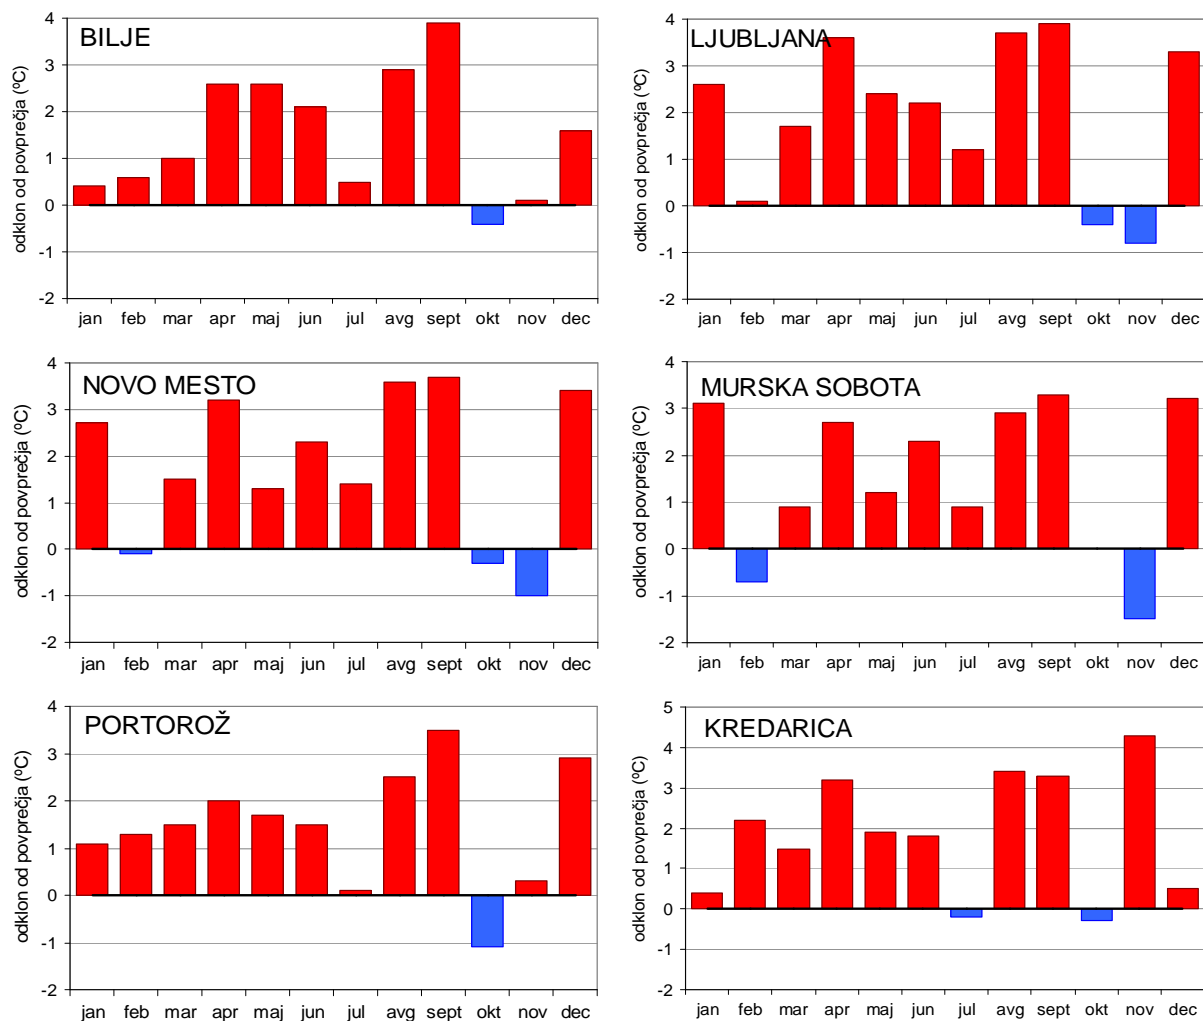 BILJE
odklon od povprečja (ºC)
4
3
2
1
0
-1
-2
jan feb mar apr maj jun jul avg sept okt nov dec
LJUBLJANA
odklon od povprečja (ºC)
4
3
2
1
0
-1
-2
jan feb mar apr maj jun jul avg sept okt nov dec
NOVO MESTO
odklon od povprečja (ºC)
4
3
2
1
0
-1
-2
jan feb mar apr maj jun jul avg sept okt nov dec
MURSKA SOBOTA
odklon od povprečja (ºC)
4
3
2
1
0
-1
-2
jan feb mar apr maj jun jul avg sept okt nov dec
PORTOROŽ
odklon od povprečja (ºC)
4
3
2
1
0
-1
-2
jan feb mar apr maj jun jul avg sept okt nov dec
KREDARICA
odklon od povprečja (ºC)
5
4
3
2
1
0
-1
-2
jan feb mar apr maj jun jul avg sept okt nov dec